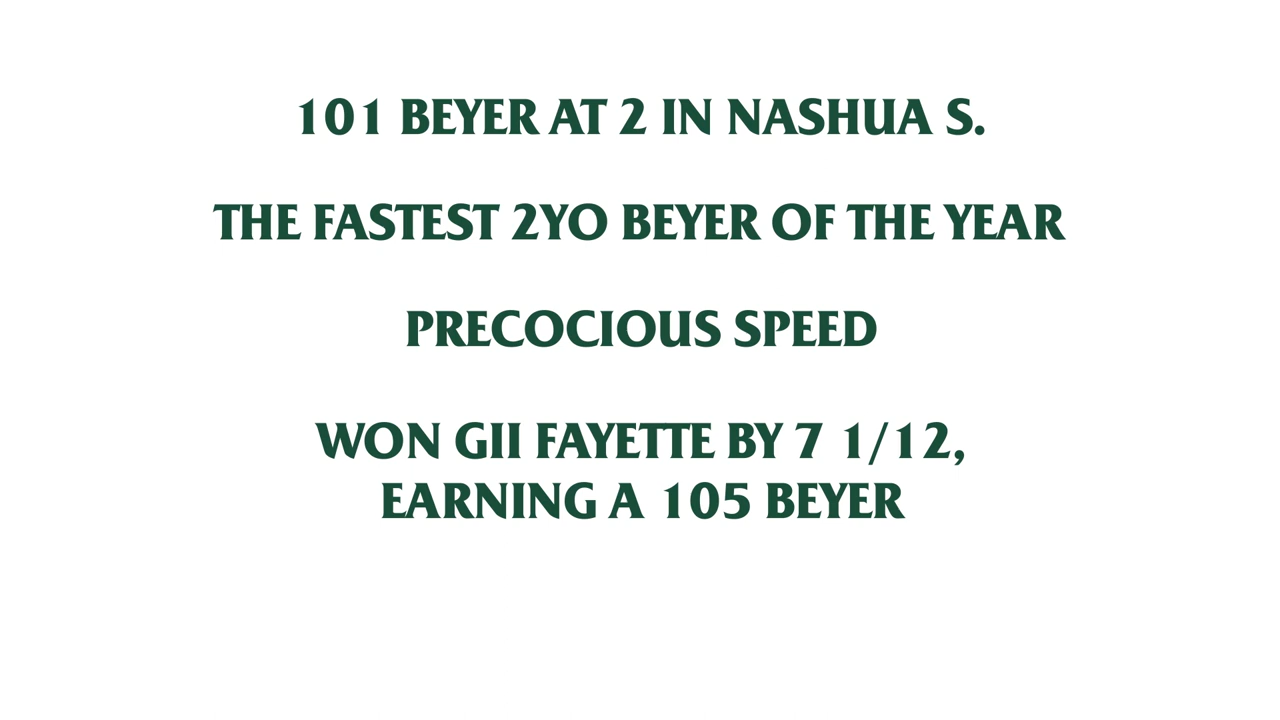 101 BEYER AT 2 IN NASHUA S.
THE FASTEST 2YO BEYER OF THE YEAR
PRECOCIOUS SPEED
WON GII FAYETTE BY 7 1/12,
EARNING A 105 BEYER